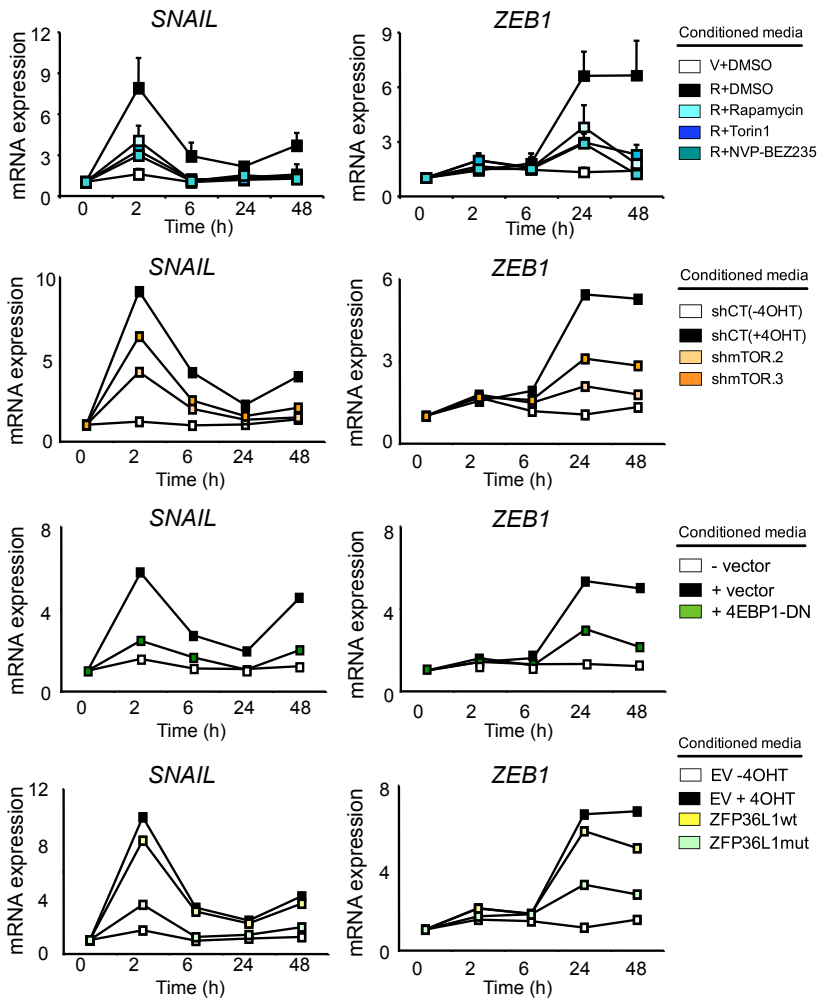 SNAIL
ZEB1
Conditioned media
mRNA expression
12
9
6
3
0
0
2
6
24
48
Time (h)
mRNA expression
9
6
3
0
0
2
6
24
48
Time (h)
V+DMSO
R+DMSO
R+Rapamycin
R+Torin1
R+NVP-BEZ235
SNAIL
ZEB1
Conditioned media
mRNA expression
10
5
0
0
2
6
24
48
Time (h)
mRNA expression
6
3
0
0
2
6
24
48
Time (h)
shCT(-4OHT)
shCT(+4OHT)
shmTOR.2
shmTOR.3
SNAIL
ZEB1
Conditioned media
mRNA expression
8
4
0
0
2
6
24
48
Time (h)
mRNA expression
8
4
0
0
2
6
24
48
Time (h)
- vector
+ vector
+ 4EBP1-DN
SNAIL
ZEB1
Conditioned media
mRNA expression
12
8
4
0
0
2
6
24
48
Time (h)
mRNA expression
8
4
0
0
2
6
24
48
Time (h)
EV -4OHT
EV + 4OHT
ZFP36L1wt
ZFP36L1mut